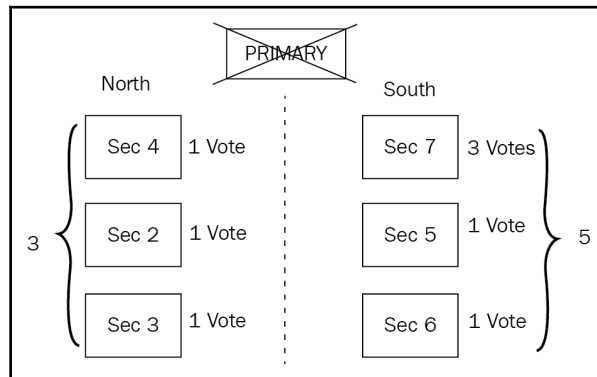 PRIMARY
North
South
Sec 4
1 Vote
Sec 7
3 Votes
3
Sec 2
1 Vote
Sec 5
1 Vote
5
Sec 3
1 Vote
Sec 6
1 Vote